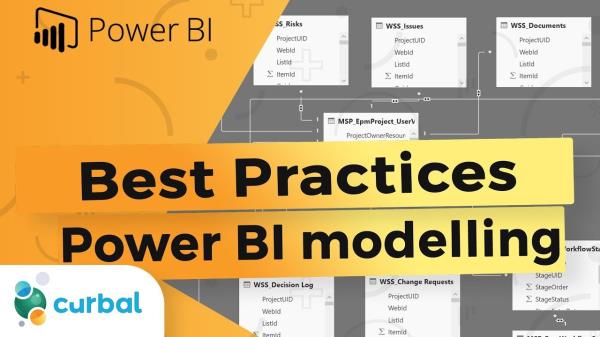 Power BI
WSS_Risks
ProjectUID
WebId
ListId
ItemId
WSS_Issues
ProjectUID
WebId
ListId
ItemId
WSS_Documents
ProjectUID
WebId
ListId
ItemId
MSP_EpmProject_UserV
ProjectOwnerResour
Best Practices
Power BI modelling
WSS_Decision Log
ProjectUID
WebId
ListId
ItemId
WSS_Change Requests
ProjectUID
WebId
ListId
ItemId
WorkflowSta
StageUID
StageOrder
StageStatus
curbal